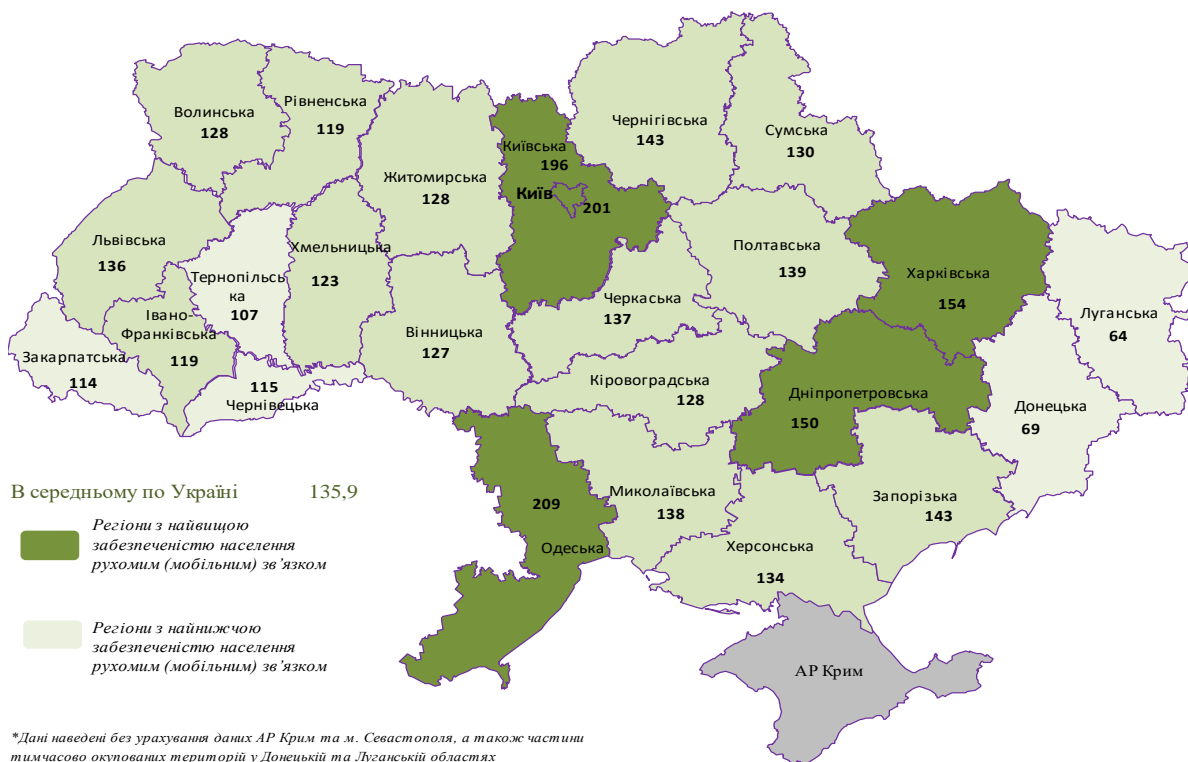 Волинська
128
Рівненська
119
Житомирська
128
Київська
196
Київ
201
Чернігівська
143
Сумська
130
Львівська
136
Тернопільсь
ка
107
Хмельницька
123
Івано-
Франківська
119
Закарпатська
114
115
Чернівецька
Вінницька
127
Черкаська
137
Полтавська
139
Харківська
154
Луганська
64
Кіровоградська
128
Дніпропетровська
150
Донецька
69
209
Одеська
Миколаївська
138
Херсонська
134
Запорізька
143
АР Крим
В середньому по Україні 135,9
Регіони з найвищою
забезпеченістю населення
рухомим (мобільним) зв’язком
Регіони з найнижчою
забезпеченістю населення
рухомим (мобільним) зв’язком
*Дані наведені без урахування даних АР Крим та м. Севастополя, а також частини
тимчасово окупованих територій у Донецькій та Луганській областях